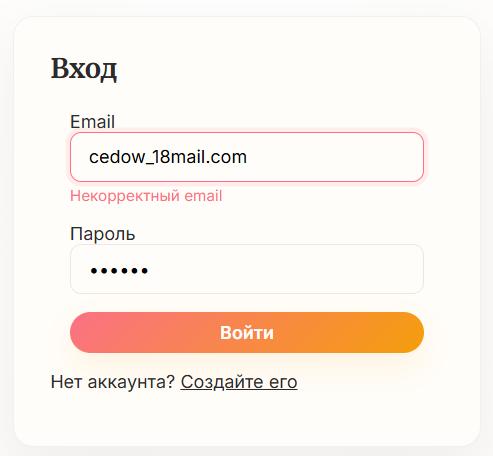 Вход
Email
cedow_18mail.com
Некорректный email
Пароль
••••••
Войти
Нет аккаунта? Создайте его